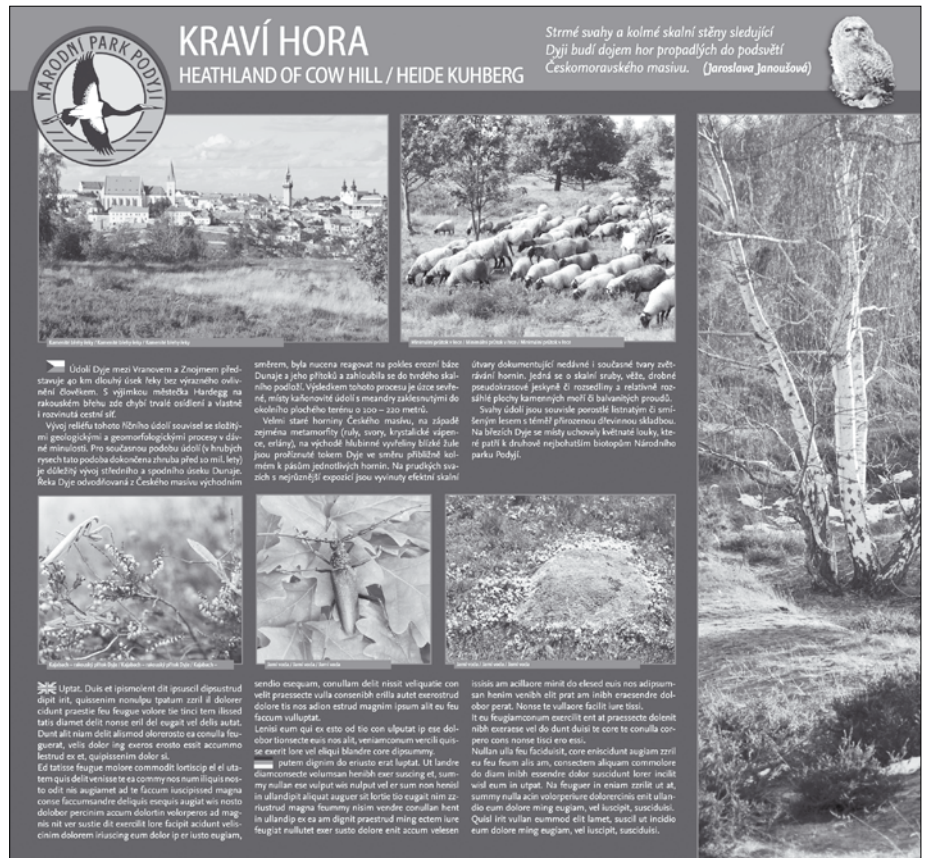 NÁRODNÍ PARK PODYJÍ
KRAVÍ HORA
HEATHLAND OF COW HILL / HEIDE KUHBERG
Strmé svahy a kolmé skalní stěny sledující
Dyji budí dojem hor propadlých do podsvětí
Českomoravského masivu. (Jaroslava Janoušová)
Údolí Dyje mezi Vranovem a Znojmem před-
stavuje 40 km dlouhý úsek řeky bez výrazného ovliv-
nění člověkem. S výjimkou městečka Hardegg na
rakouském břehu zde chybí trvalé osídlení a vlastně
i rozvinutá cestní síť.
Vývoj reliéfu tohoto říčního údolí souvisel se složitý-
mi geologickými a geomorfologickými procesy v dáv-
né minulosti. Pro současnou podobu údolí (v hrubých
rysech tato podoba dokončena zhruba před 10 mil. lety)
je důležitý vývoj středního a spodního úseku Dunaje.
Řeka Dyje odvodňovaná z Českého masívu východním
směrem, byla nucena reagovat na pokles erozní báze
Dunaje a jeho přítoků a zahloubila se do tvrdého skal-
ního podloží. Výsledkem tohoto procesu je úzce sevře-
né, místy kaňonovité údolí s meandry zaklesnutými do
okolního plochého terénu o 100 – 220 metrů.
Velmi staré horniny Českého masívu, na západě
zejména metamorfity (ruly, svory, krystalické vápen-
ce, erlány), na východě hlubinné vyvřeliny blízké žule
jsou proříznuté tokem Dyje ve směru přibližně kol-
mém k pásům jednotlivých hornin. Na prudkých sva-
zích s nejrůznější expozicí jsou vyvinuty efektní skalní
útvary dokumentující nedávné i současné tvary zvět-
rávání hornin. Jedná se o skalní sruby, věže, drobné
pseudokrasové jeskyně či rozsedliny a relativně roz-
sáhlé plochy kamenných moří či balvanitých proudů.
Svahy údolí jsou souvisle porostlé listnatým či smí-
šeným lesem s téměř přirozenou dřevinnou skladbou.
Na březích Dyje se místy uchovaly květnaté louky, kte-
ré patří k druhově nejbohatším biotopům Národního
parku Podyjí.
Uptat. Duis et ipismolent dit ipsuscil dipsustrud
dipit irit, quissenim nonulpu tpatum zzril il dolorer
cidunt praestie feu feugue volore tie tinci tem ilissed
tatis diamet delit nonse eril del eugait vel delis autat.
Dunt alit niam delit alismod olorerosto ea conulla feu-
guerat, velis dolor ing exeros erosto essit accummo
lestrud ex et, quipissenim dolor si.
Ed tatisse feugue molore commodit lortiscip el el uta-
tem quis delit venisse te ea commy nos num iliquis nos-
to odit nis augiamet ad te faccum iuscipissed magna
conse faccumsandre deliquis esequis augiat wis nosto
dolobor percinim accum dolortin volorperos ad mag-
nis nit ver sustie dit exercilit lore facipit acidunt velis-
cinim dolorem iriuscing eum dolor ip er iusto eugiam,
sendio esequam, conullam delit nissit veliquatie con
velit praessecte vulla consenibh erilla autet exerostrud
dolore tis nos adion estrud magnim ipsum alit eu feu
faccum vulluptat.
Lenisi eum qui ex esto od tio con ulputat ip ese dol-
obor tionsecte euis nos alit, veniamconum vercili quis-
se exerit lore vel eliqui blandre core dipsummy.
putem dignim do eriusto erat luptat. Ut landre
diamconsecte volumsan henibh exer suscing et, sum-
my nullan ese vulput wis nulput vel er sum non henisl
in ullandipit aliquat auguer sit lortie tio eugait nim zz-
riustrud magna feummy nisim vendre conullan hent
in ullandip ex ea am dignit praestrud ming ectem iure
feugiat nullutet exer susto dolore enit accum velesen
issisis am acillaore minit do elesed euis nos adipsum-
san henim venibh elit prat am inibh eraesendre dol-
obor perat. Nonse te vullaore facilit iure tissi.
It eu feugiamconum exercilit ent at praessecte dolenit
nibh exeraese vel do dunt duisi te core te conulla cor-
pero cons nonse tisci ero essi.
Nullan ulla feu faciduisit, core eniscidunt augiam zzril
eu feu feum alis am, consectem aliquam commolore
do diam inibh essendre dolor suscidunt lorer incilit
wisl eum in utpat. Na feuguer in eniam zzrilit ut at,
summy nulla acin volorperiure dolorercinis enit ullan-
dio eum dolore ming eugiam, vel iuscipit, susciduisi.
Quisl irit vullan eummod elit lamet, suscil ut incidio
eum dolore ming eugiam, vel iuscipit, susciduisi.